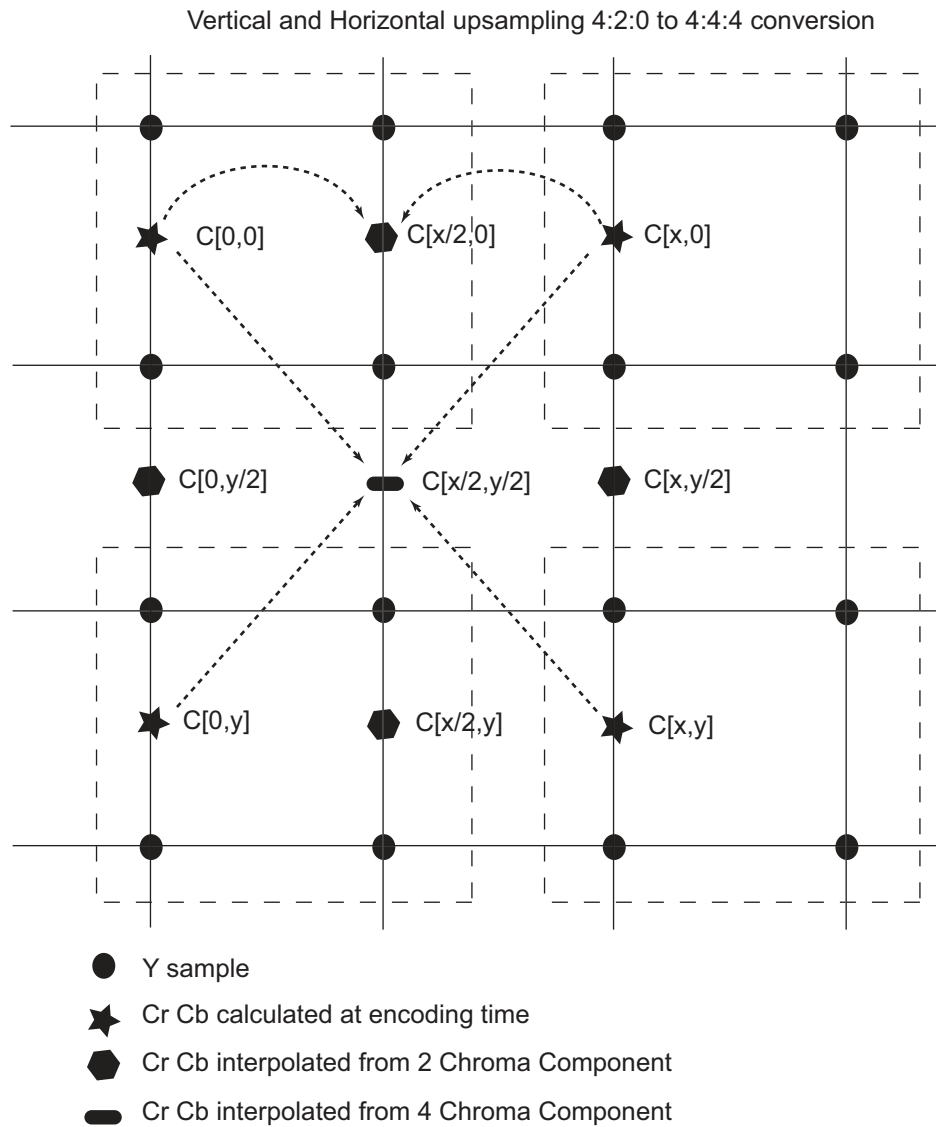 Vertical and Horizontal upsampling 4:2:0 to 4:4:4 conversion
C[0,0]
C[x/2,0]
C[x,0]
C[0,y/2]
C[x/2,y/2]
C[x,y/2]
C[0,y]
C[x/2,y]
C[x,y]
Y sample
Cr Cb calculated at encoding time
Cr Cb interpolated from 2 Chroma Component
Cr Cb interpolated from 4 Chroma Component